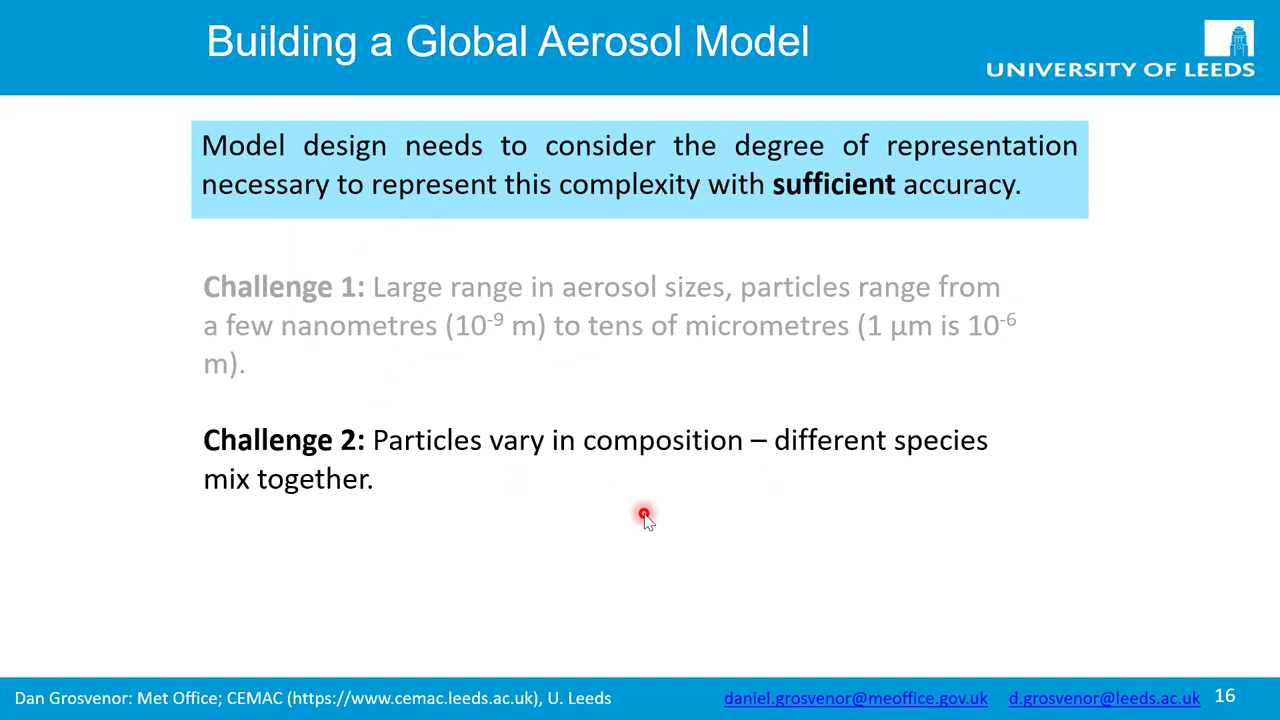 Building a Global Aerosol Model
UNIVERSITY OF LEEDS
Model design needs to consider the degree of representation
necessary to represent this complexity with sufficient accuracy.
Challenge 1: Large range in aerosol sizes, particles range from
a few nanometres (10⁻⁹ m) to tens of micrometres (1 µm is 10⁻⁶
m).
Challenge 2: Particles vary in composition – different species
mix together.
Dan Grosvenor: Met Office; CEMAC (https://www.cemac.leeds.ac.uk), U. Leeds
daniel.grosvenor@meoffice.gov.uk
d.grosvenor@leeds.ac.uk
16